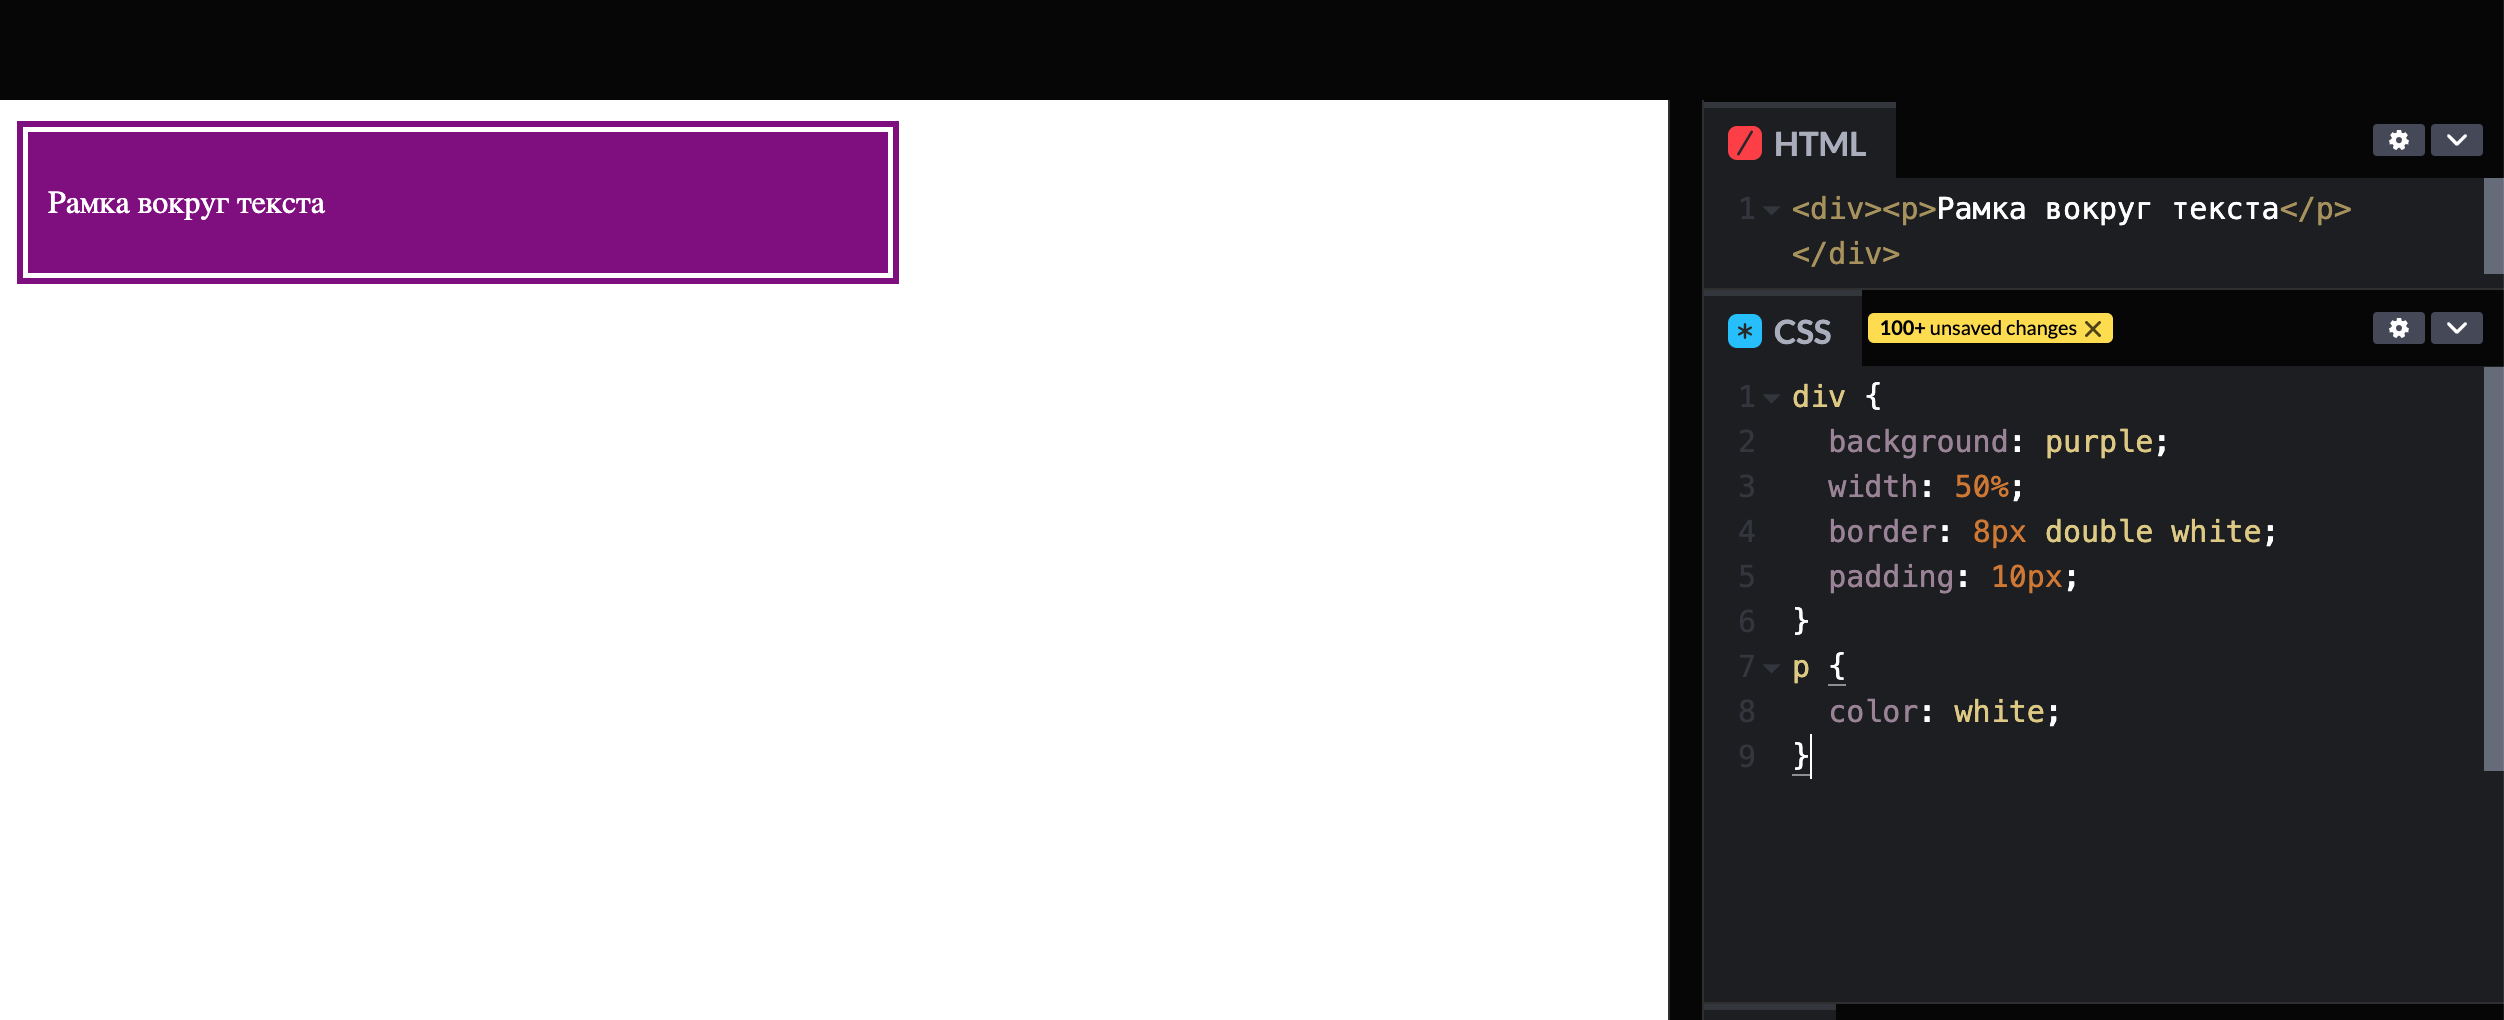 Рамка вокруг текста
HTML
1 <div><p>Рамка вокруг текста</p>
</div>
CSS
100+ unsaved changes
1 div {
2 background: purple;
3 width: 50%;
4 border: 8px double white;
5 padding: 10px;
6 }
7 p {
8 color: white;
9 }